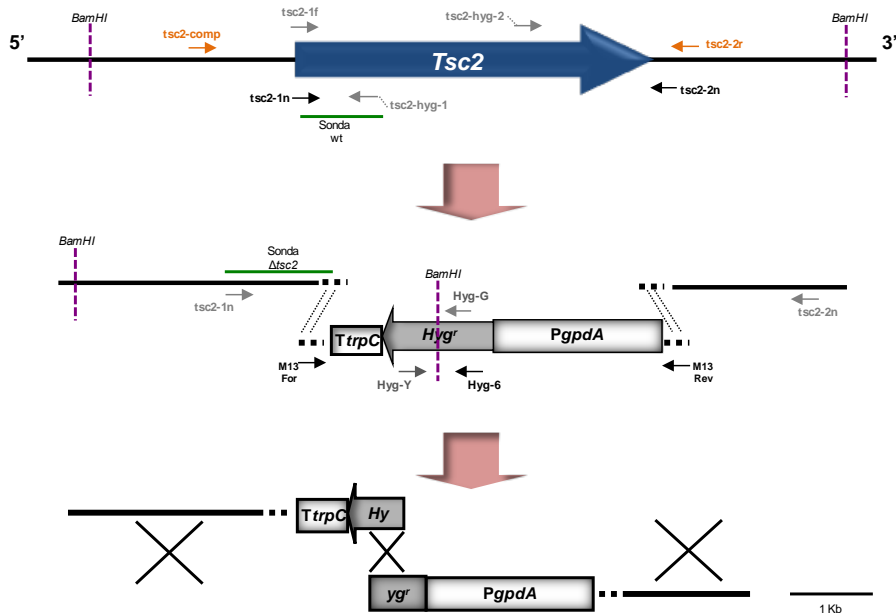 BamHI
tsc2-1f
tsc2-hyg-2
BamHI
5’
tsc2-comp
tsc2-2r
3’
Tsc2
tsc2-1n
tsc2-hyg-1
tsc2-2n
Sonda
wt
BamHI
Sonda
Δtsc2
BamHI
tsc2-1n
Hyg-G
tsc2-2n
TtrpC
Hygʳ
PgpdA
M13
For
Hyg-Y
Hyg-6
M13
Rev
TtrpC
Hy
ygʳ
PgpdA
1 Kb